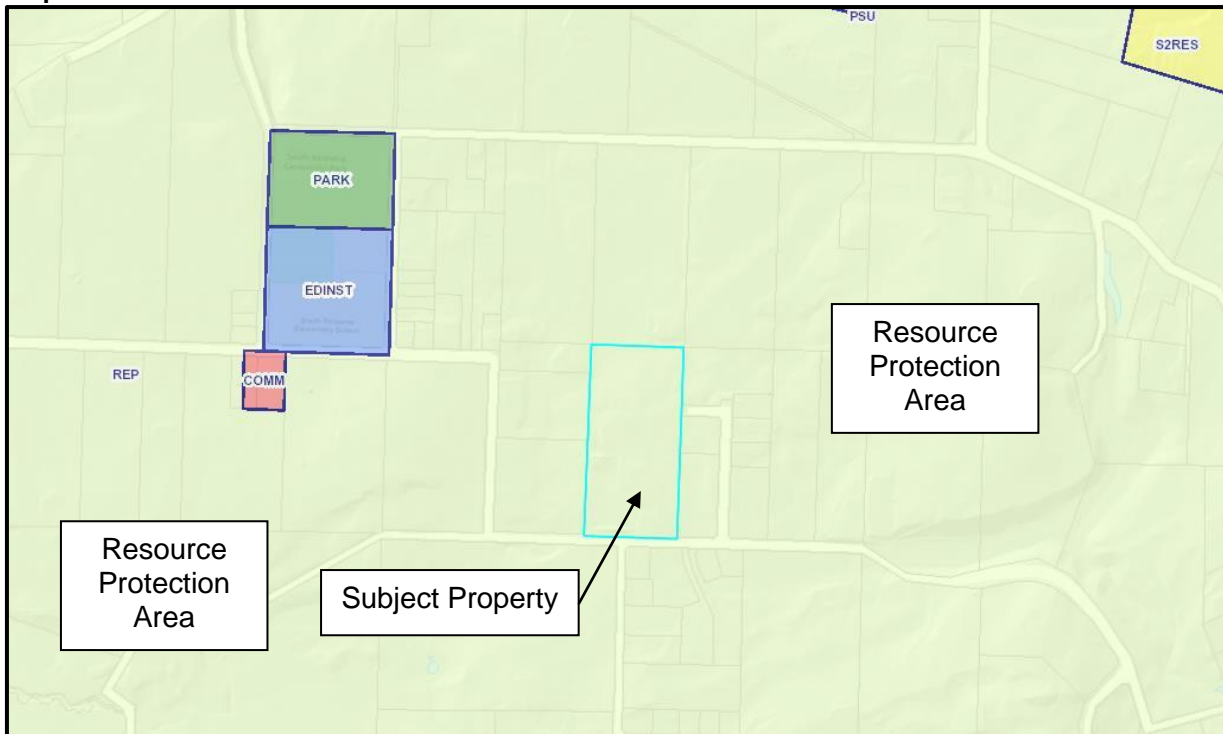 PSU
S2RES
PARK
EDINST
Resource
Protection
Area
REP
COMM
Resource
Protection
Area
Subject Property